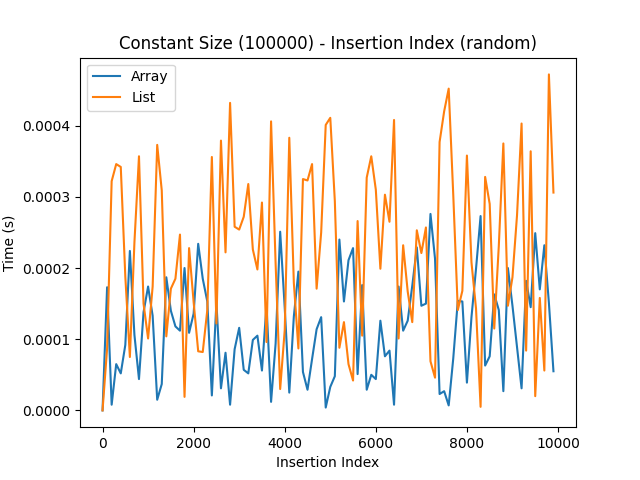 Constant Size (100000) - Insertion Index (random)
Array
List
Time (s)
0.0004
0.0003
0.0002
0.0001
0.0000
0 2000 4000 6000 8000 10000
Insertion Index